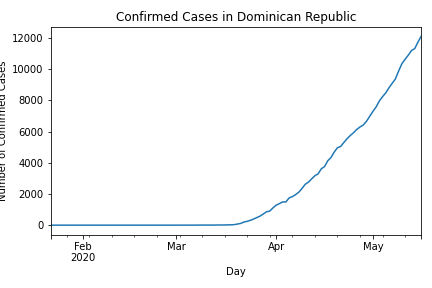 Confirmed Cases in Dominican Republic
Number of Confirmed Cases
12000
10000
8000
6000
4000
2000
0
Feb
2020
Mar
Apr
May
Day